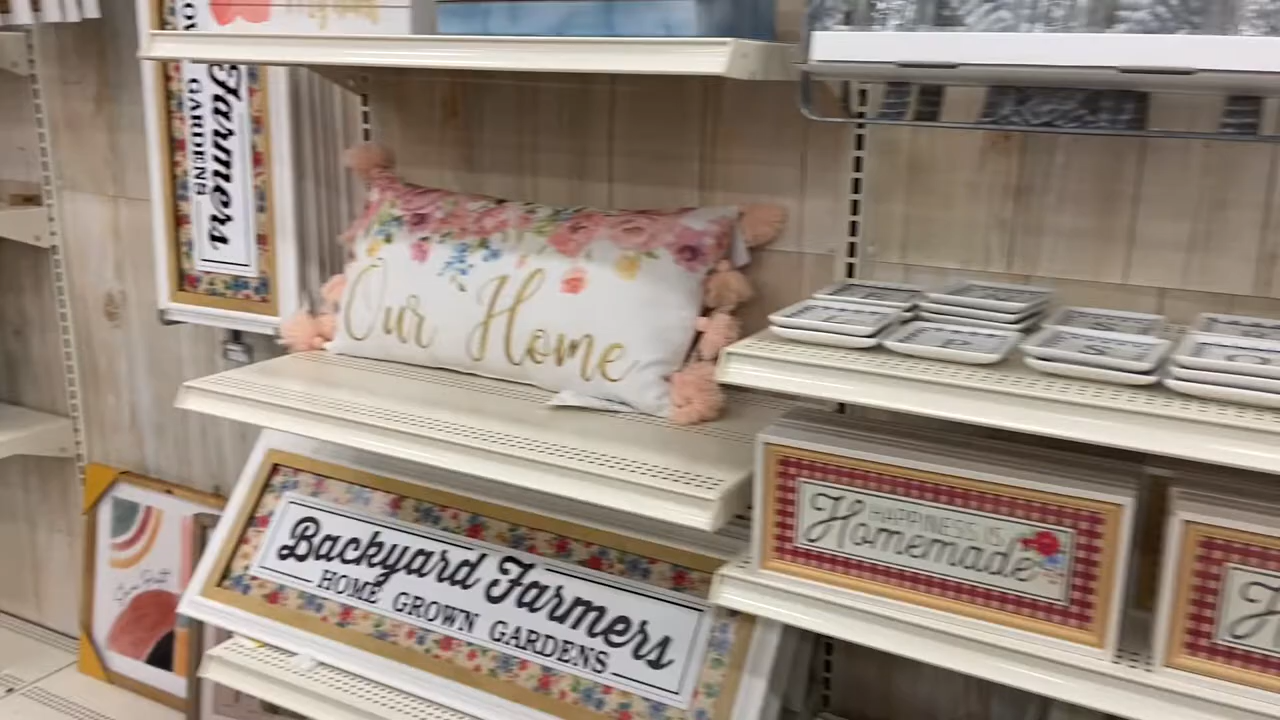 Farmers
GARDENS
Our Home
Backyard Farmers
HOME GROWN GARDENS
HAPPINESS IS
Homemade
P
S
H